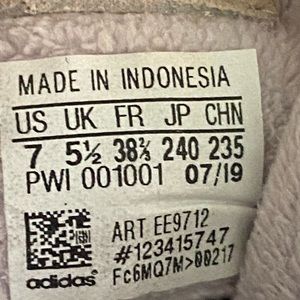 MADE IN INDONESIA
US UK FR JP CHN
7 5½ 38⅔ 240 235
PWI 001001 07/19
ART EE9712
#123415747
Fc6MQ7M>00217
adidas®